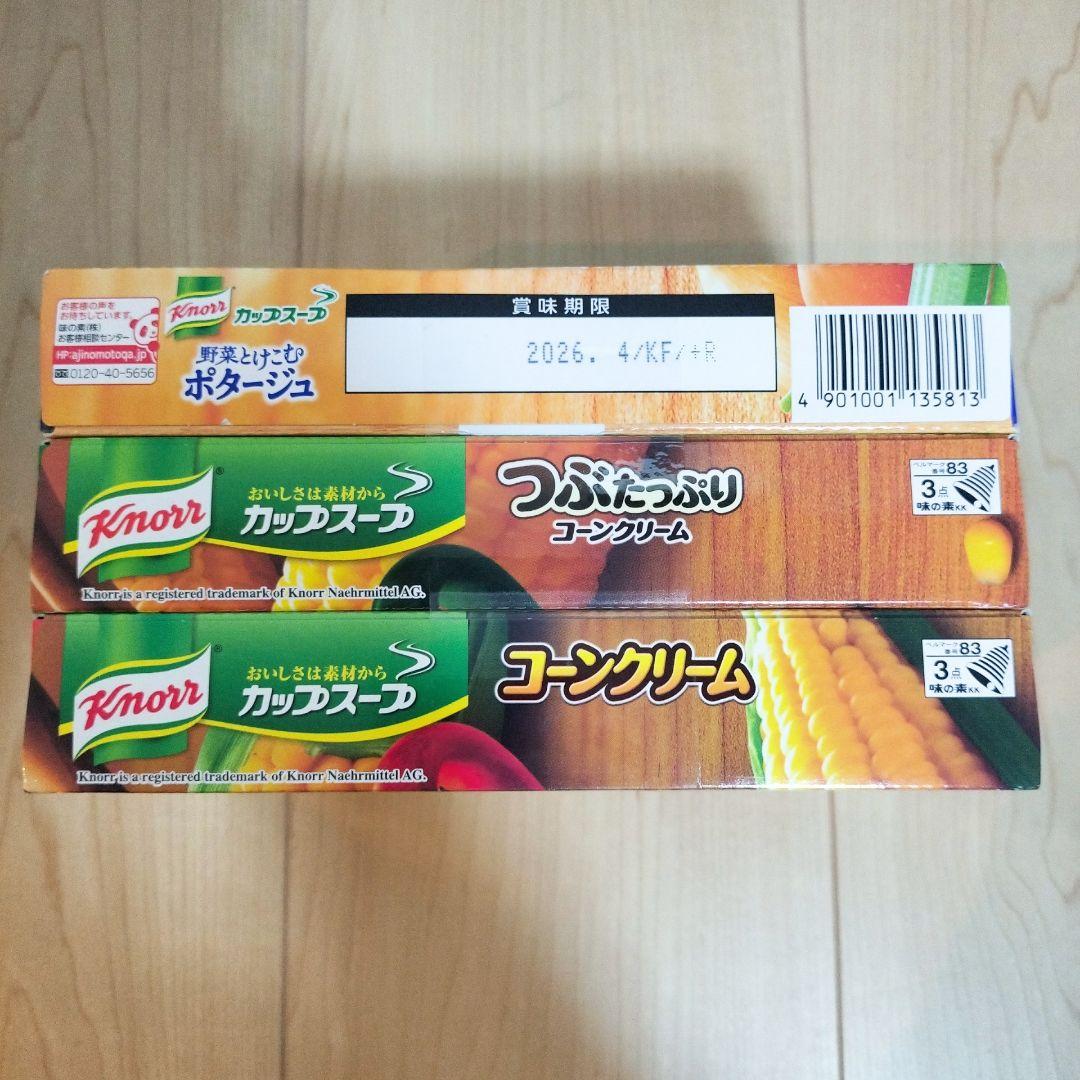 お客様の声を
お待ちしています。
味の素(株)
お客様相談センター
HP:ajinomotoqa.jp
0120-40-5656
Knorr カップスープ
野菜とけこむ
ポタージュ
賞味期限
2026. 4/KF/+R
4 901001 135813
Knorr®
おいしさは素材から
カップスープ
Knorr is a registered trademark of Knorr Naehrmittel AG.
つぶたっぷり
コーンクリーム
ベルマーク
番号 83
3点
味の素KK
Knorr®
おいしさは素材から
カップスープ
Knorr is a registered trademark of Knorr Naehrmittel AG.
コーンクリーム
ベルマーク
番号 83
3点
味の素KK